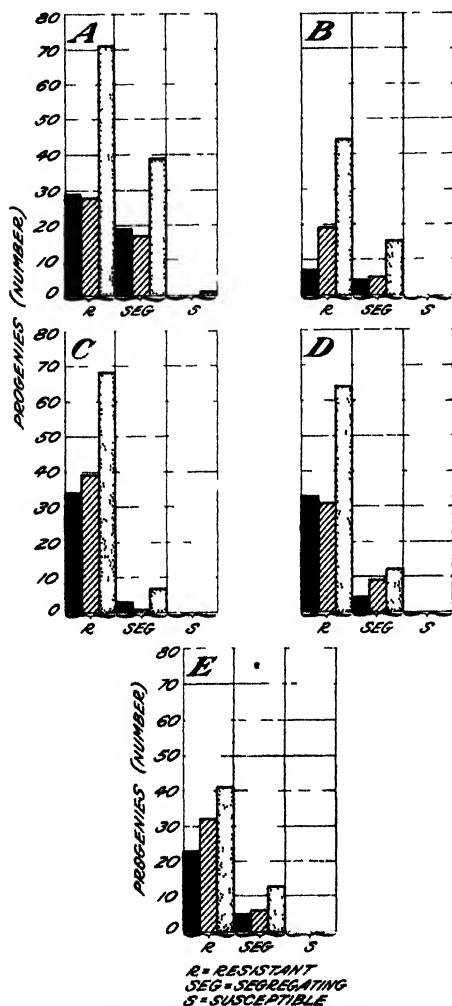 A
B
80
70
60
50
40
30
20
10
0
R SEG S
R SEG S
PROGENIES (NUMBER)
C
D
80
70
60
50
40
30
20
10
0
R SEG S
R SEG S
E
80
70
60
50
40
30
20
10
0
PROGENIES (NUMBER)
R SEG S
R = RESISTANT
SEG = SEGREGATING
S = SUSCEPTIBLE